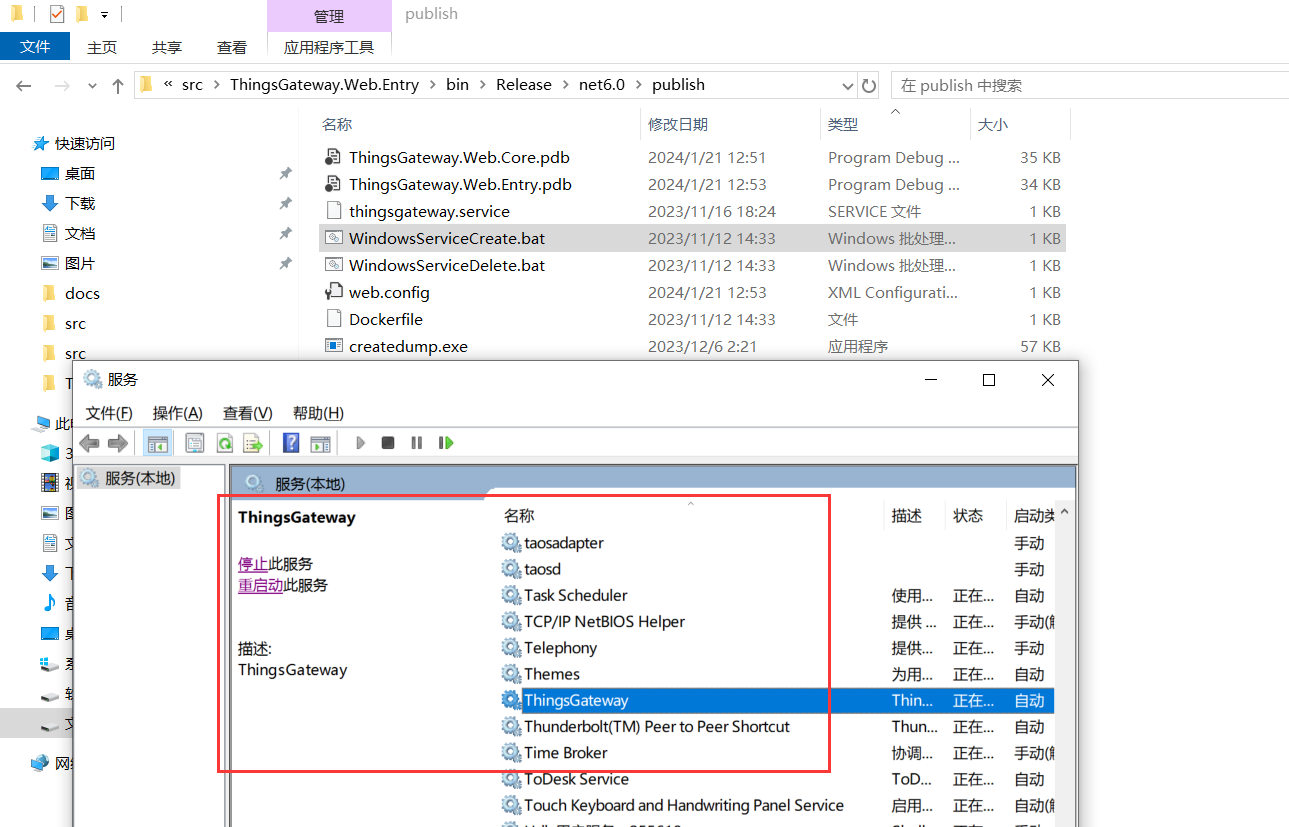 管理 publish
文件 主页 共享 查看 应用程序工具
« src > ThingsGateway.Web.Entry > bin > Release > net6.0 > publish 在 publish 中搜索
名称 修改日期 类型 大小
快速访问
桌面
下载
文档
图片
docs
src
src
ThingsGateway.Web.Core.pdb 2024/1/21 12:51 Program Debug ... 35 KB
ThingsGateway.Web.Entry.pdb 2024/1/21 12:53 Program Debug ... 34 KB
thingsgateway.service 2023/11/16 18:24 SERVICE 文件 1 KB
WindowsServiceCreate.bat 2023/11/12 14:33 Windows 批处理... 1 KB
WindowsServiceDelete.bat 2023/11/12 14:33 Windows 批处理... 1 KB
web.config 2024/1/21 12:53 XML Configurati... 1 KB
Dockerfile 2023/11/12 14:33 文件 1 KB
createdump.exe 2023/12/6 2:21 应用程序 57 KB
服务
文件(F) 操作(A) 查看(V) 帮助(H)
服务(本地)
服务(本地)
ThingsGateway
停止此服务
重启动此服务
描述:
ThingsGateway
名称 描述 状态 启动类
taosadapter 手动
taosd 手动
Task Scheduler 使用... 正在... 自动
TCP/IP NetBIOS Helper 提供 ... 正在... 手动(
Telephony 提供... 正在... 手动
Themes 为用... 正在... 自动
ThingsGateway Thin... 正在... 自动
Thunderbolt(TM) Peer to Peer Shortcut Thun... 正在... 自动
Time Broker 协调... 正在... 手动(
ToDesk Service ToD... 正在... 自动
Touch Keyboard and Handwriting Panel Service 启用... 正在... 自动(